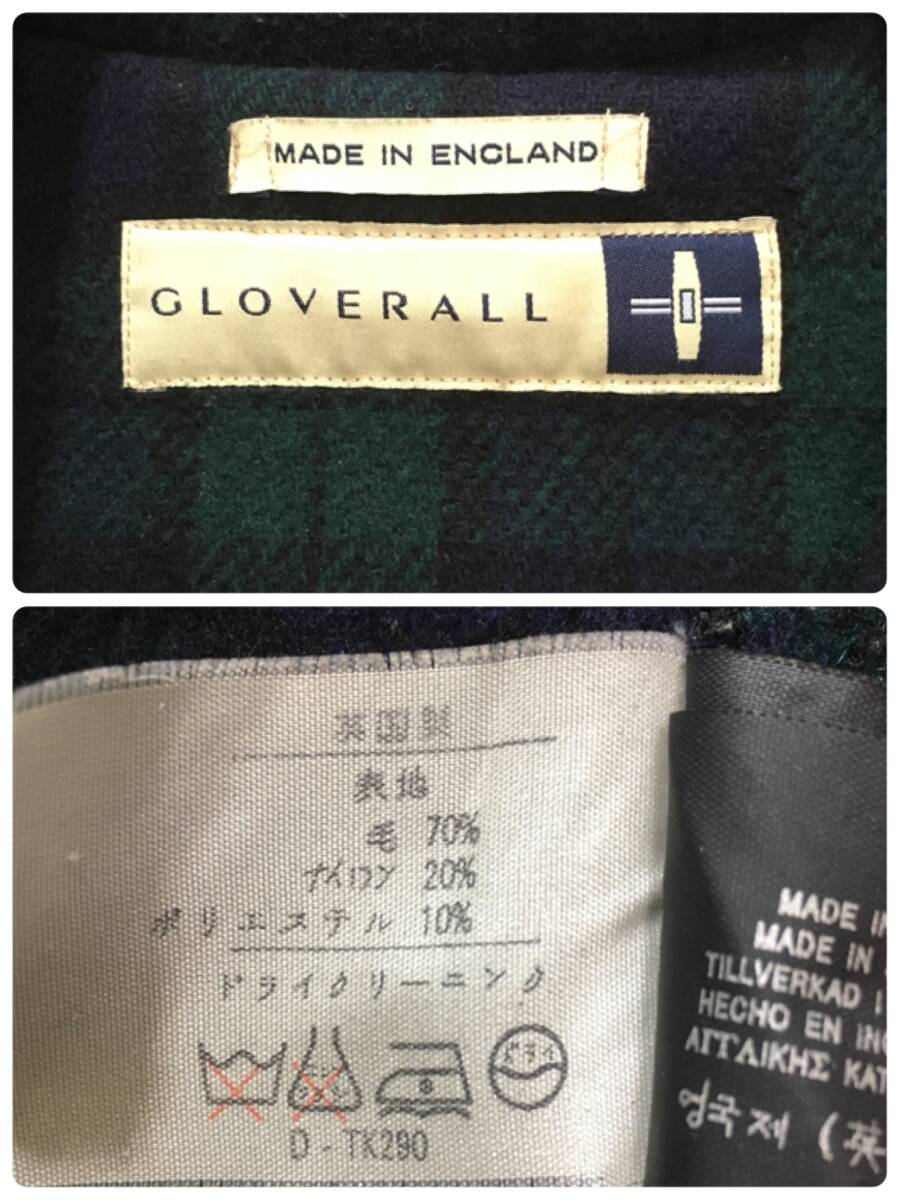 MADE IN ENGLAND
GLOVERALL
英国製
表地
毛 70%
ナイロン 20%
ポリエステル 10%
ドライクリーニング
ドライ
D - TK290
MADE IN
MADE IN
TILLVERKAD I
HECHO EN
ΑΓΓΛΙΚΗΣ
영국제 (英